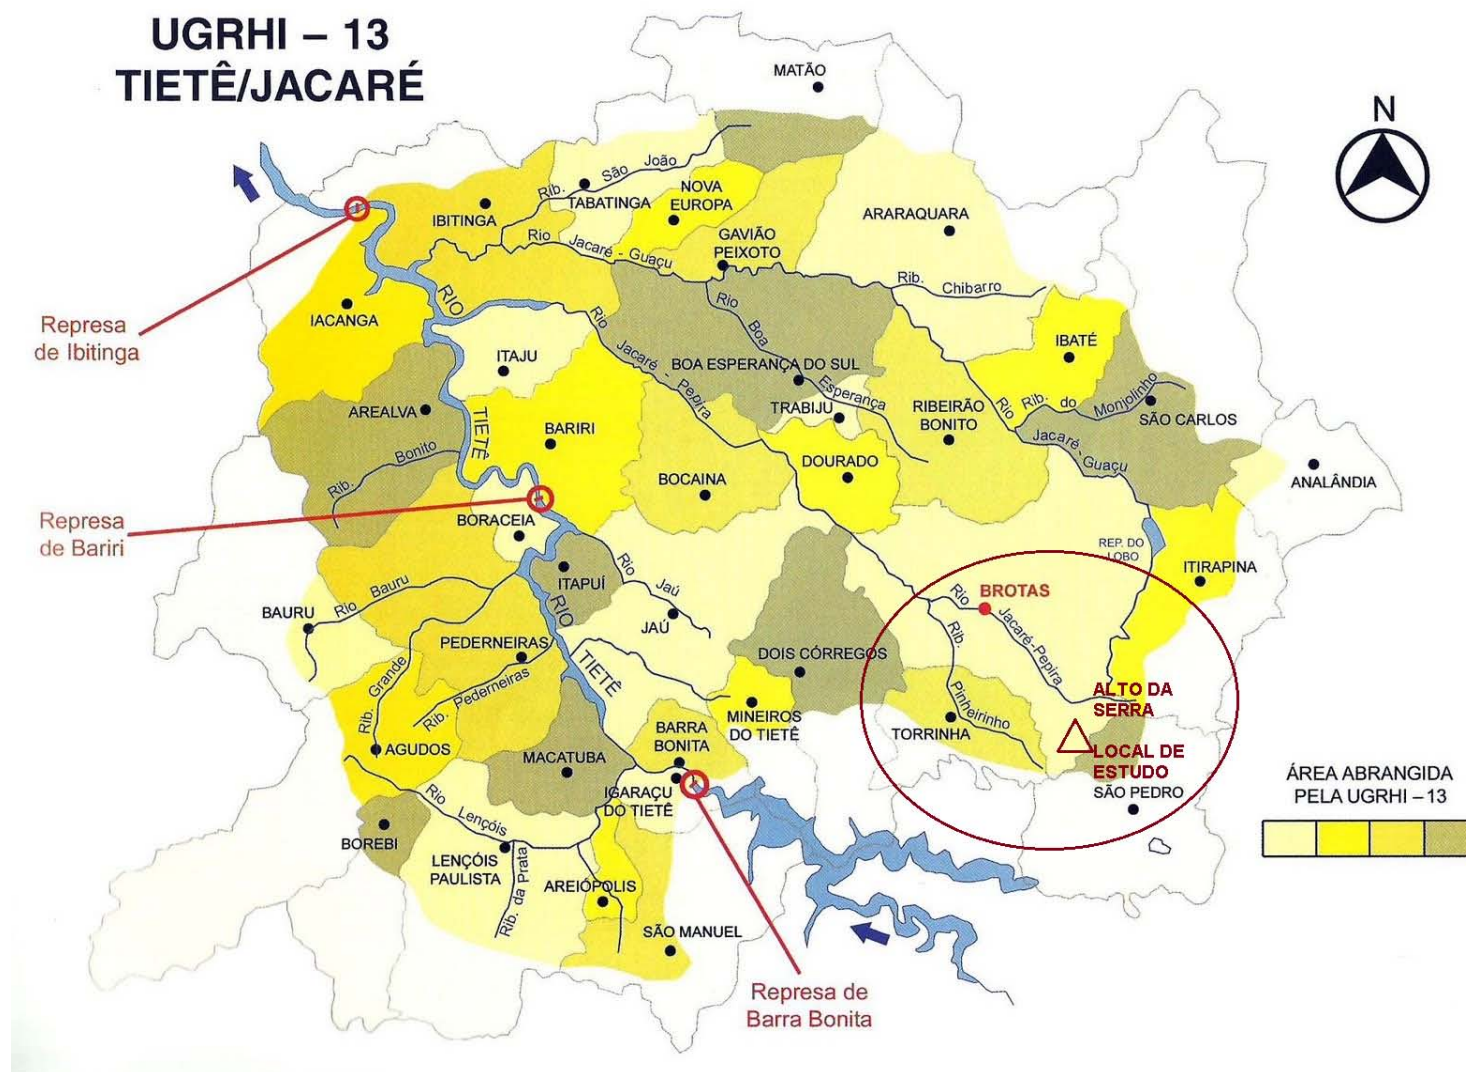 UGRHI – 13
TIETÊ/JACARÉ
MATÃO
N
Rib. São João
TABATINGA
NOVA
EUROPA
IBITINGA
ARARAQUARA
GAVIÃO
PEIXOTO
Rio Jacaré - Guaçu
Rib. Chibarro
RIO
IACANGA
Represa
de Ibitinga
Rio Jacaré - Pepira
Rio Boa Esperança
IBATÉ
ITAJU
BOA ESPERANÇA DO SUL
TRABIJU
Rib. do Monjolinho
SÃO CARLOS
AREALVA
TIETÊ
BARIRI
RIBEIRÃO
BONITO
Rio Jacaré - Guaçu
Rib. Bonito
DOURADO
BOCAINA
ANALÂNDIA
Represa
de Bariri
BORACEIA
REP. DO
LOBO
ITIRAPINA
ITAPUÍ
Rio Jaú
Rio Bauru
BAURU
RIO
JAÚ
BROTAS
Rio Jacaré-Pepira
Rib. Pinheirinho
PEDERNEIRAS
DOIS CÓRREGOS
TIETÊ
Rib. Grande
Rib. Pederneiras
ALTO DA
SERRA
MINEIROS
DO TIETÊ
TORRINHA
BARRA
BONITA
AGUDOS
MACATUBA
LOCAL DE
ESTUDO
SÃO PEDRO
IGARAÇU
DO TIETÊ
ÁREA ABRANGIDA
PELA UGRHI – 13
Rio Lençóis
BOREBI
LENÇÓIS
PAULISTA
Rib. da Prata
AREIÓPOLIS
SÃO MANUEL
Represa de
Barra Bonita